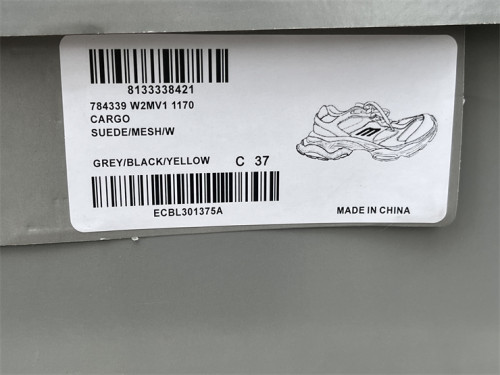 8133338421
784339 W2MV1 1170
CARGO
SUEDE/MESH/W
GREY/BLACK/YELLOW C 37
ECBL301375A
MADE IN CHINA